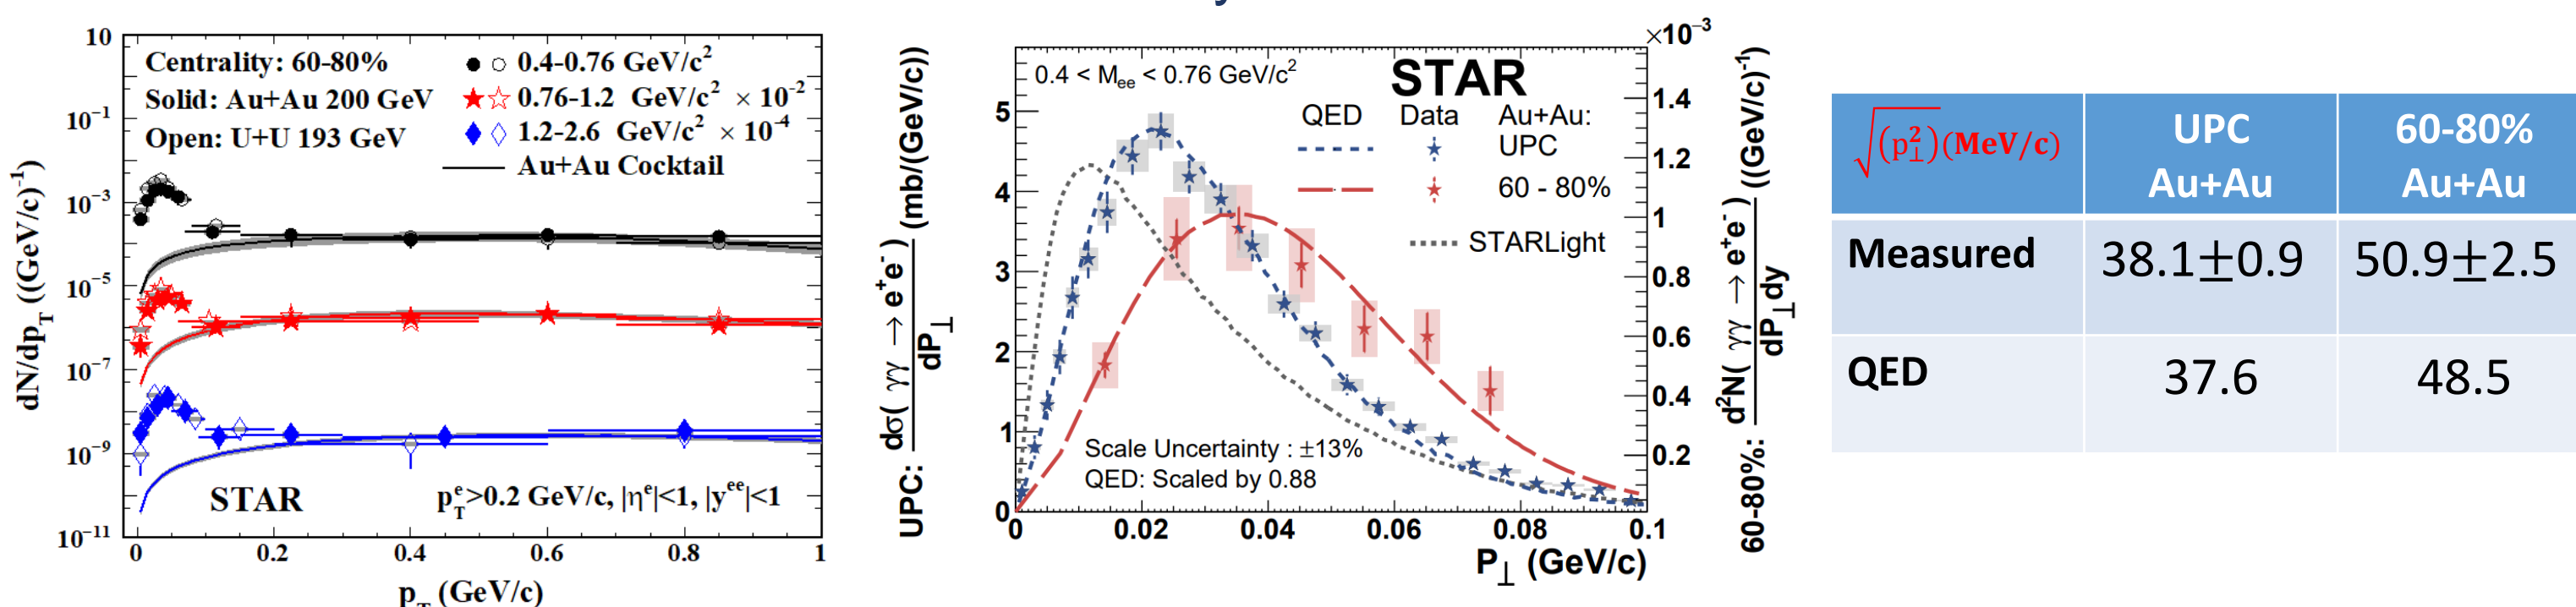 10
10⁻¹
10⁻³
10⁻⁵
10⁻⁷
10⁻⁹
10⁻¹¹
dN/dp_T ((GeV/c)⁻¹)
Centrality: 60-80%
Solid: Au+Au 200 GeV
Open: U+U 193 GeV
0.4-0.76 GeV/c²
0.76-1.2 GeV/c² × 10⁻²
1.2-2.6 GeV/c² × 10⁻⁴
Au+Au Cocktail
STAR
p_T^e>0.2 GeV/c, |η^e|<1, |y^ee|<1
0 0.2 0.4 0.6 0.8 1
p_T (GeV/c)
UPC: dσ( γγ → e⁺e⁻ ) / dP_⊥ (mb/(GeV/c))
5
4
3
2
1
0
0.4 < M_ee < 0.76 GeV/c²
STAR
QED Data Au+Au:
UPC
60 - 80%
STARLight
Scale Uncertainty : ±13%
QED: Scaled by 0.88
0 0.02 0.04 0.06 0.08 0.1
P_⊥ (GeV/c)
×10⁻³
1.4
1.2
1
0.8
0.6
0.4
0.2
60-80%: d²N( γγ → e⁺e⁻ ) / dP_⊥dy ((GeV/c)⁻¹)
√(p_⊥²) (MeV/c) UPC Au+Au 60-80% Au+Au
Measured 38.1±0.9 50.9±2.5
QED 37.6 48.5